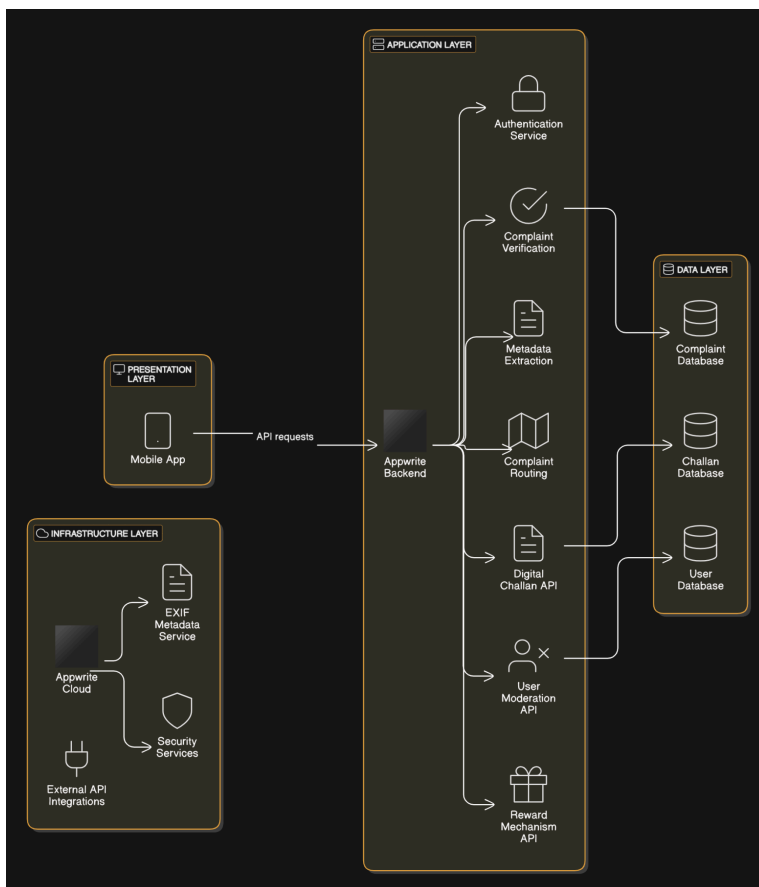 APPLICATION LAYER
Authentication
Service
Complaint
Verification
DATA LAYER
Metadata
Extraction
Complaint
Database
PRESENTATION
LAYER
Mobile App
API requests
Appwrite
Backend
Complaint
Routing
Challan
Database
INFRASTRUCTURE LAYER
EXIF
Metadata
Service
Digital
Challan API
User
Database
Appwrite
Cloud
User
Moderation
API
Security
Services
External API
Integrations
Reward
Mechanism
API